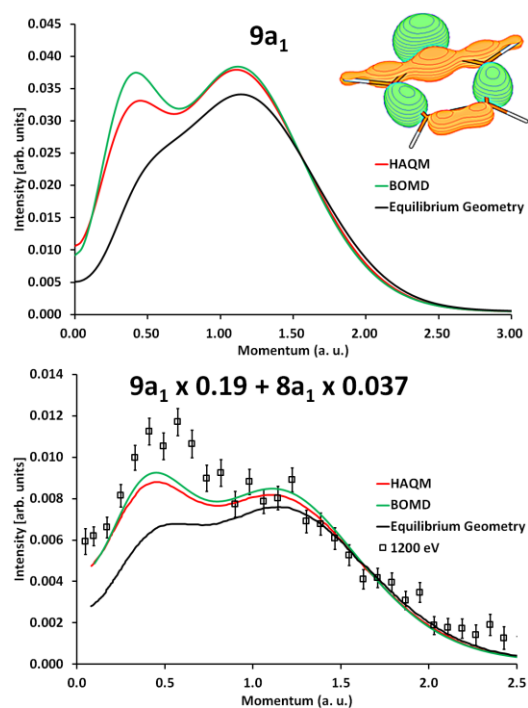 9a₁
Intensity [arb. units]
0.045
0.040
0.035
0.030
0.025
0.020
0.015
0.010
0.005
0.000
HAQM
BOMD
Equilibrium Geometry
0.00 0.50 1.00 1.50 2.00 2.50 3.00
Momentum (a. u.)
9a₁ x 0.19 + 8a₁ x 0.037
Intensity [arb. units]
0.014
0.012
0.010
0.008
0.006
0.004
0.002
0.000
HAQM
BOMD
Equilibrium Geometry
1200 eV
0.0 0.5 1.0 1.5 2.0 2.5
Momentum (a. u.)